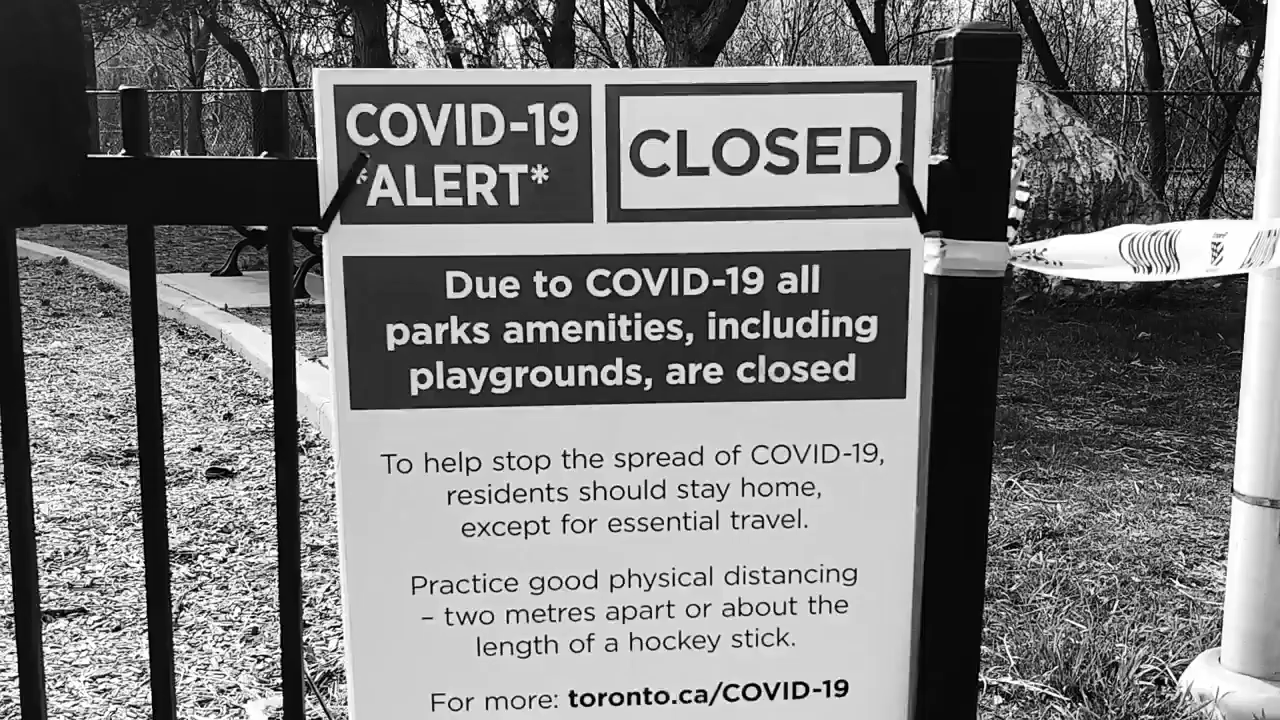 COVID-19
*ALERT*
CLOSED
Due to COVID-19 all
parks amenities, including
playgrounds, are closed
To help stop the spread of COVID-19,
residents should stay home,
except for essential travel.
Practice good physical distancing
– two metres apart or about the
length of a hockey stick.
For more: toronto.ca/COVID-19
CAUTION